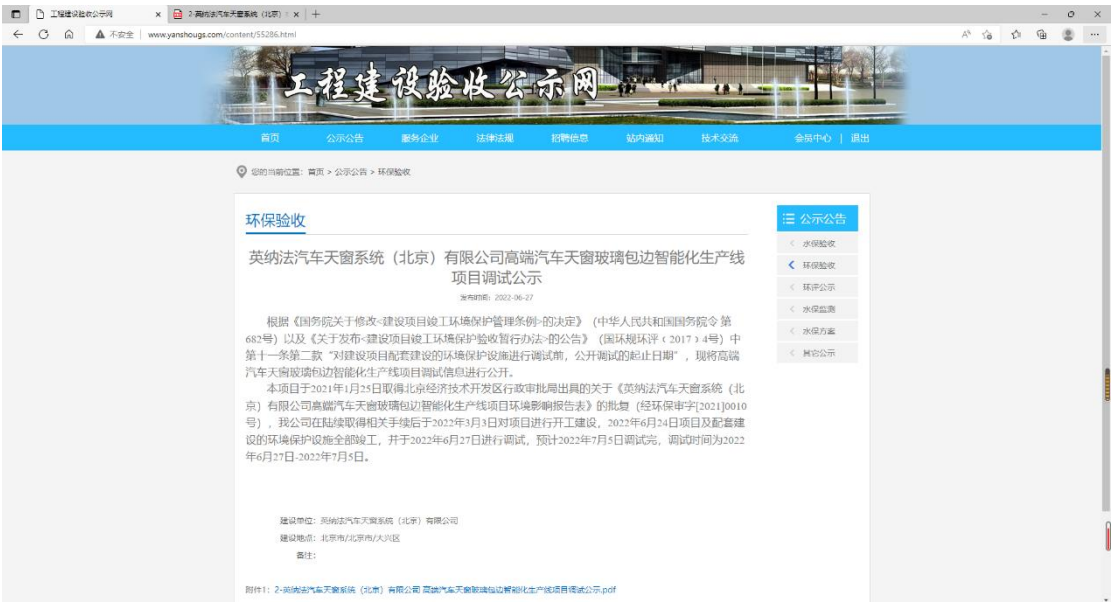 工程建设验收公示网
2-英纳法汽车天窗系统（北京）
不安全
www.yanshougs.com/content/55286.html
工程建设验收公示网
首页 公示公告 服务企业 法律法规 招聘信息 站内通知 技术交流 会员中心 | 退出
您的当前位置：首页 > 公示公告 > 环保验收
环保验收
英纳法汽车天窗系统（北京）有限公司高端汽车天窗玻璃包边智能化生产线
项目调试公示
发布时间：2022-06-27
根据《国务院关于修改<建设项目竣工环境保护管理条例>的决定》（中华人民共和国国务院令 第
682号）以及《关于发布<建设项目竣工环境保护验收暂行办法>的公告》（国环规环评﹝2017﹞4号）中
第十一条第二款“对建设项目配套建设的环境保护设施进行调试前，公开调试的起止日期”，现将高端
汽车天窗玻璃包边智能化生产线项目调试信息进行公开。
本项目于2021年1月25日取得北京经济技术开发区行政审批局出具的关于《英纳法汽车天窗系统（北
京）有限公司高端汽车天窗玻璃包边智能化生产线项目环境影响报告表》的批复（经环保审字[2021]0010
号），我公司在陆续取得相关手续后于2022年3月3日对项目进行开工建设，2022年6月24日项目及配套建
设的环境保护设施全部竣工，并于2022年6月27日进行调试，预计2022年7月5日调试完，调试时间为2022
年6月27日-2022年7月5日。
建设单位：英纳法汽车天窗系统（北京）有限公司
建设地点：北京市/北京市/大兴区
备注：
附件1：2-英纳法汽车天窗系统（北京）有限公司 高端汽车天窗玻璃包边智能化生产线项目调试公示.pdf
公示公告
水保验收
环保验收
环评公示
水保监测
水保方案
其它公示